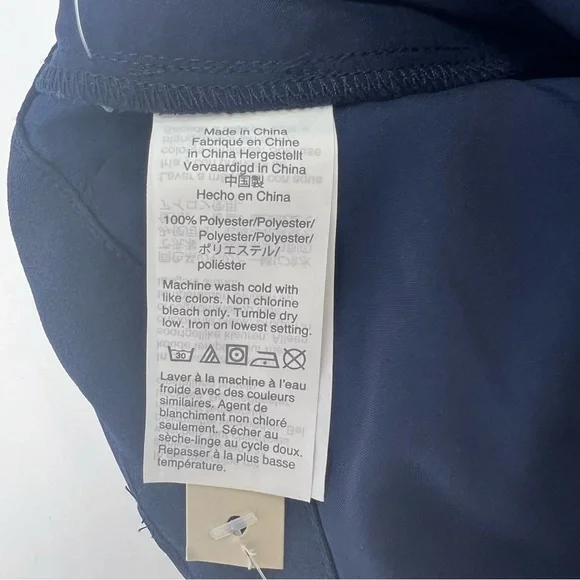 Made in China
Fabriqué en Chine
in China Hergestellt
Vervaardigd in China
中国製
Hecho en China
100% Polyester/Polyester/
Polyester/Polyester/
ポリエステル/
poliéster
Machine wash cold with
like colors. Non chlorine
bleach only. Tumble dry
low. Iron on lowest setting.
30
Laver à la machine à l'eau
froide avec des couleurs
similaires. Agent de
blanchiment non chloré
seulement. Sécher au
sèche-linge au cycle doux.
Repasser à la plus basse
température.